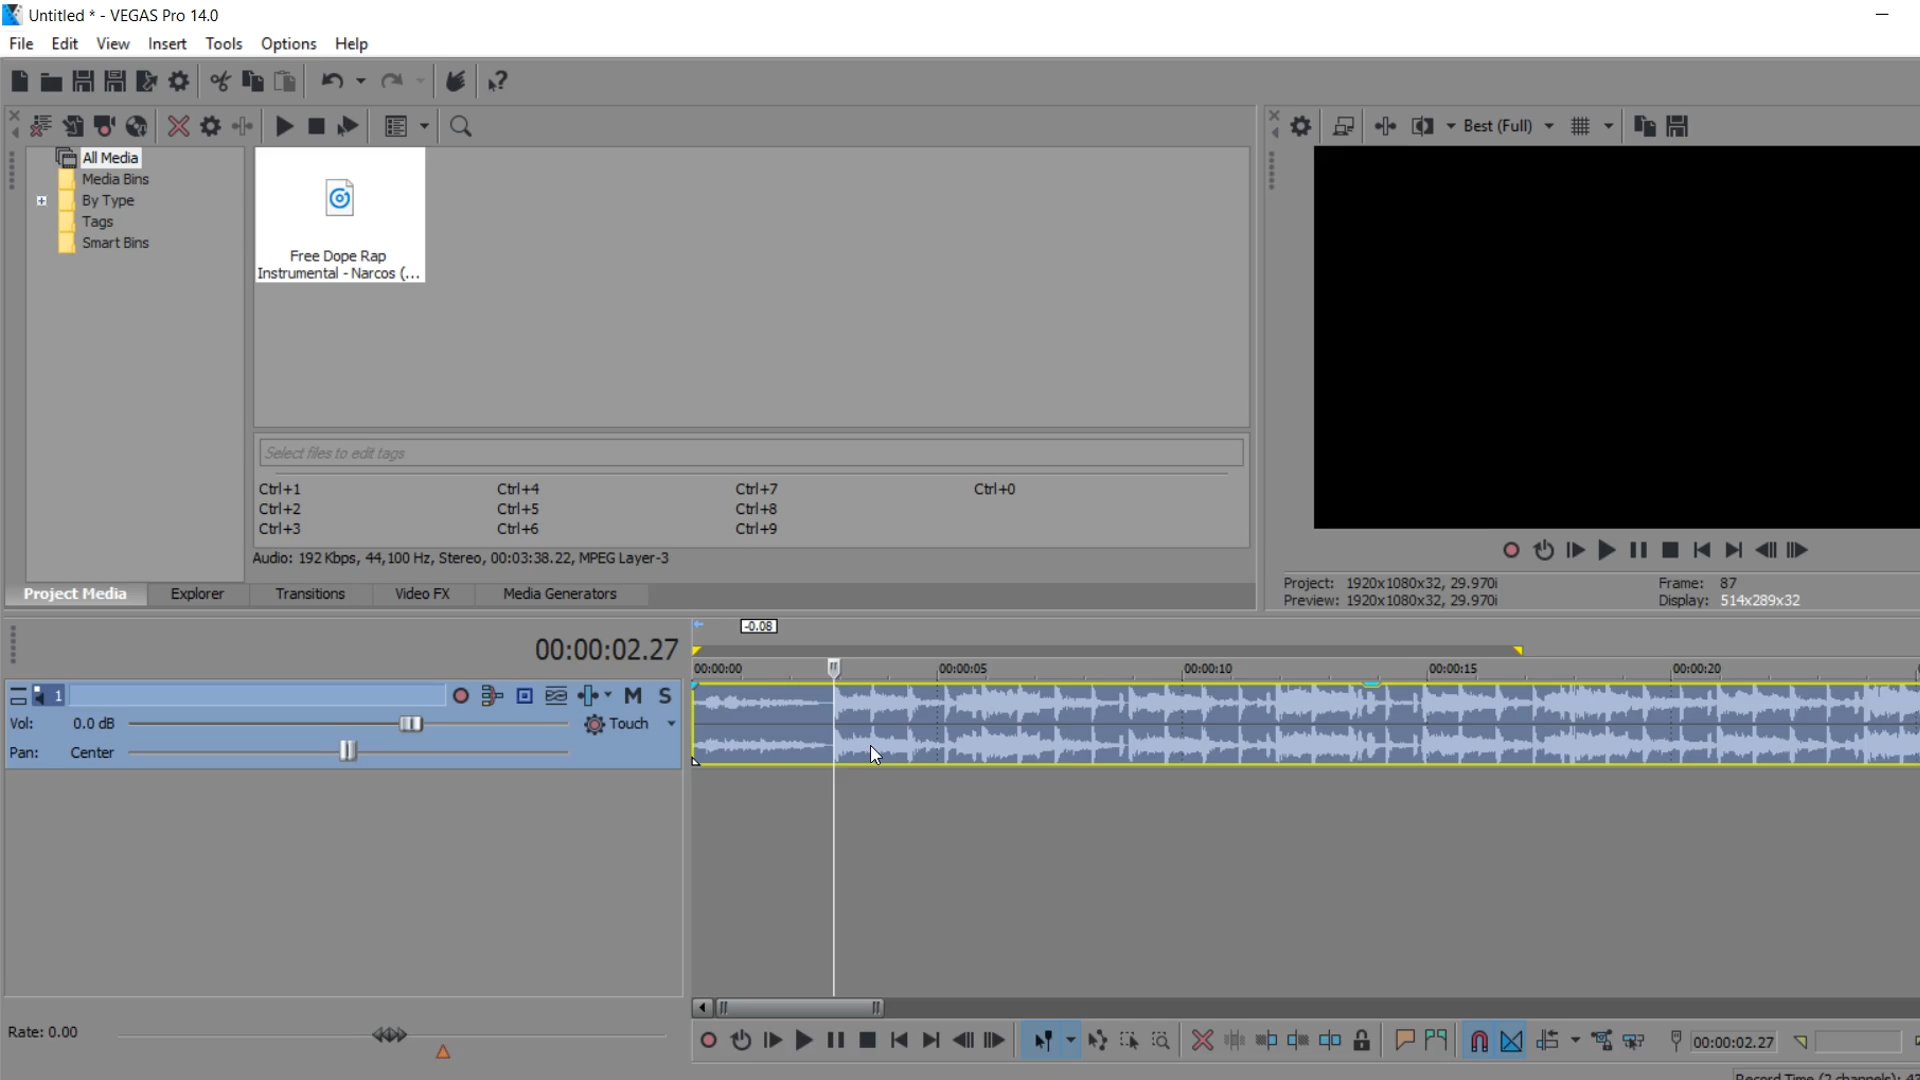 Untitled * - VEGAS Pro 14.0
File Edit View Insert Tools Options Help
Best (Full)
All Media
Media Bins
By Type
Tags
Smart Bins
Free Dope Rap
Instrumental - Narcos (...
Select files to edit tags
Ctrl+1 Ctrl+4 Ctrl+7 Ctrl+0
Ctrl+2 Ctrl+5 Ctrl+8
Ctrl+3 Ctrl+6 Ctrl+9
Audio: 192 Kbps, 44,100 Hz, Stereo, 00:03:38.22, MPEG Layer-3
Project Media Explorer Transitions Video FX Media Generators
Project: 1920x1080x32, 29.970i Frame: 87
Preview: 1920x1080x32, 29.970i Display: 514x289x32
-0.08
00:00:02.27
00:00:00 00:00:05 00:00:10 00:00:15 00:00:20
1 M S
Vol: 0.0 dB Touch
Pan: Center
Rate: 0.00
00:00:02.27